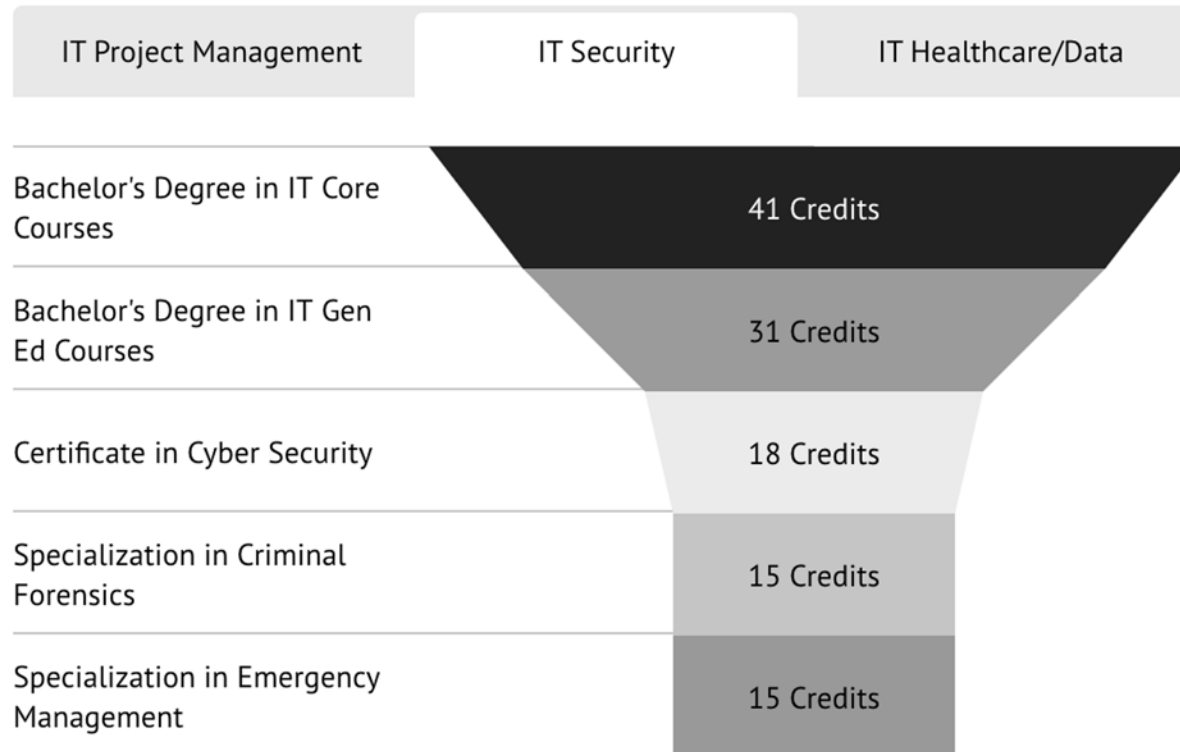 IT Project Management
IT Security
IT Healthcare/Data
Bachelor's Degree in IT Core
Courses
41 Credits
Bachelor's Degree in IT Gen
Ed Courses
31 Credits
Certificate in Cyber Security
18 Credits
Specialization in Criminal
Forensics
15 Credits
Specialization in Emergency
Management
15 Credits